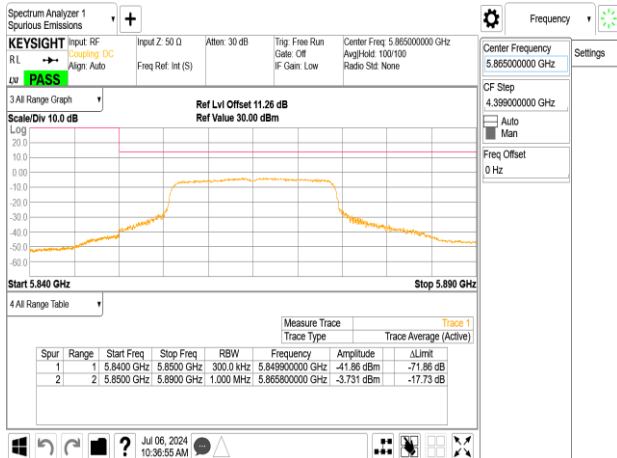 Spectrum Analyzer 1
Spurious Emissions
Frequency
KEYSIGHT
Input: RF
Input Z: 50 Ω
Atten: 30 dB
Trig: Free Run
Center Freq: 5.865000000 GHz
RL
Coupling: DC
Gate: Off
Avg|Hold: 100/100
Align: Auto
Freq Ref: Int (S)
IF Gain: Low
Radio Std: None
PASS
Center Frequency
5.865000000 GHz
Settings
CF Step
4.399000000 GHz
Auto
Man
Freq Offset
0 Hz
3 All Range Graph
Ref Lvl Offset 11.26 dB
Scale/Div 10.0 dB
Ref Value 30.00 dBm
Log
20.0
10.0
0.00
-10.0
-20.0
-30.0
-40.0
-50.0
-60.0
Start 5.840 GHz
Stop 5.890 GHz
4 All Range Table
Measure Trace Trace 1
Trace Type Trace Average (Active)
Spur Range Start Freq Stop Freq RBW Frequency Amplitude ΔLimit
1 1 5.8400 GHz 5.8500 GHz 300.0 kHz 5.849900000 GHz -41.86 dBm -71.86 dB
2 2 5.8500 GHz 5.8900 GHz 1.000 MHz 5.865800000 GHz -3.731 dBm -17.73 dB
?
Jul 06, 2024
10:36:55 AM